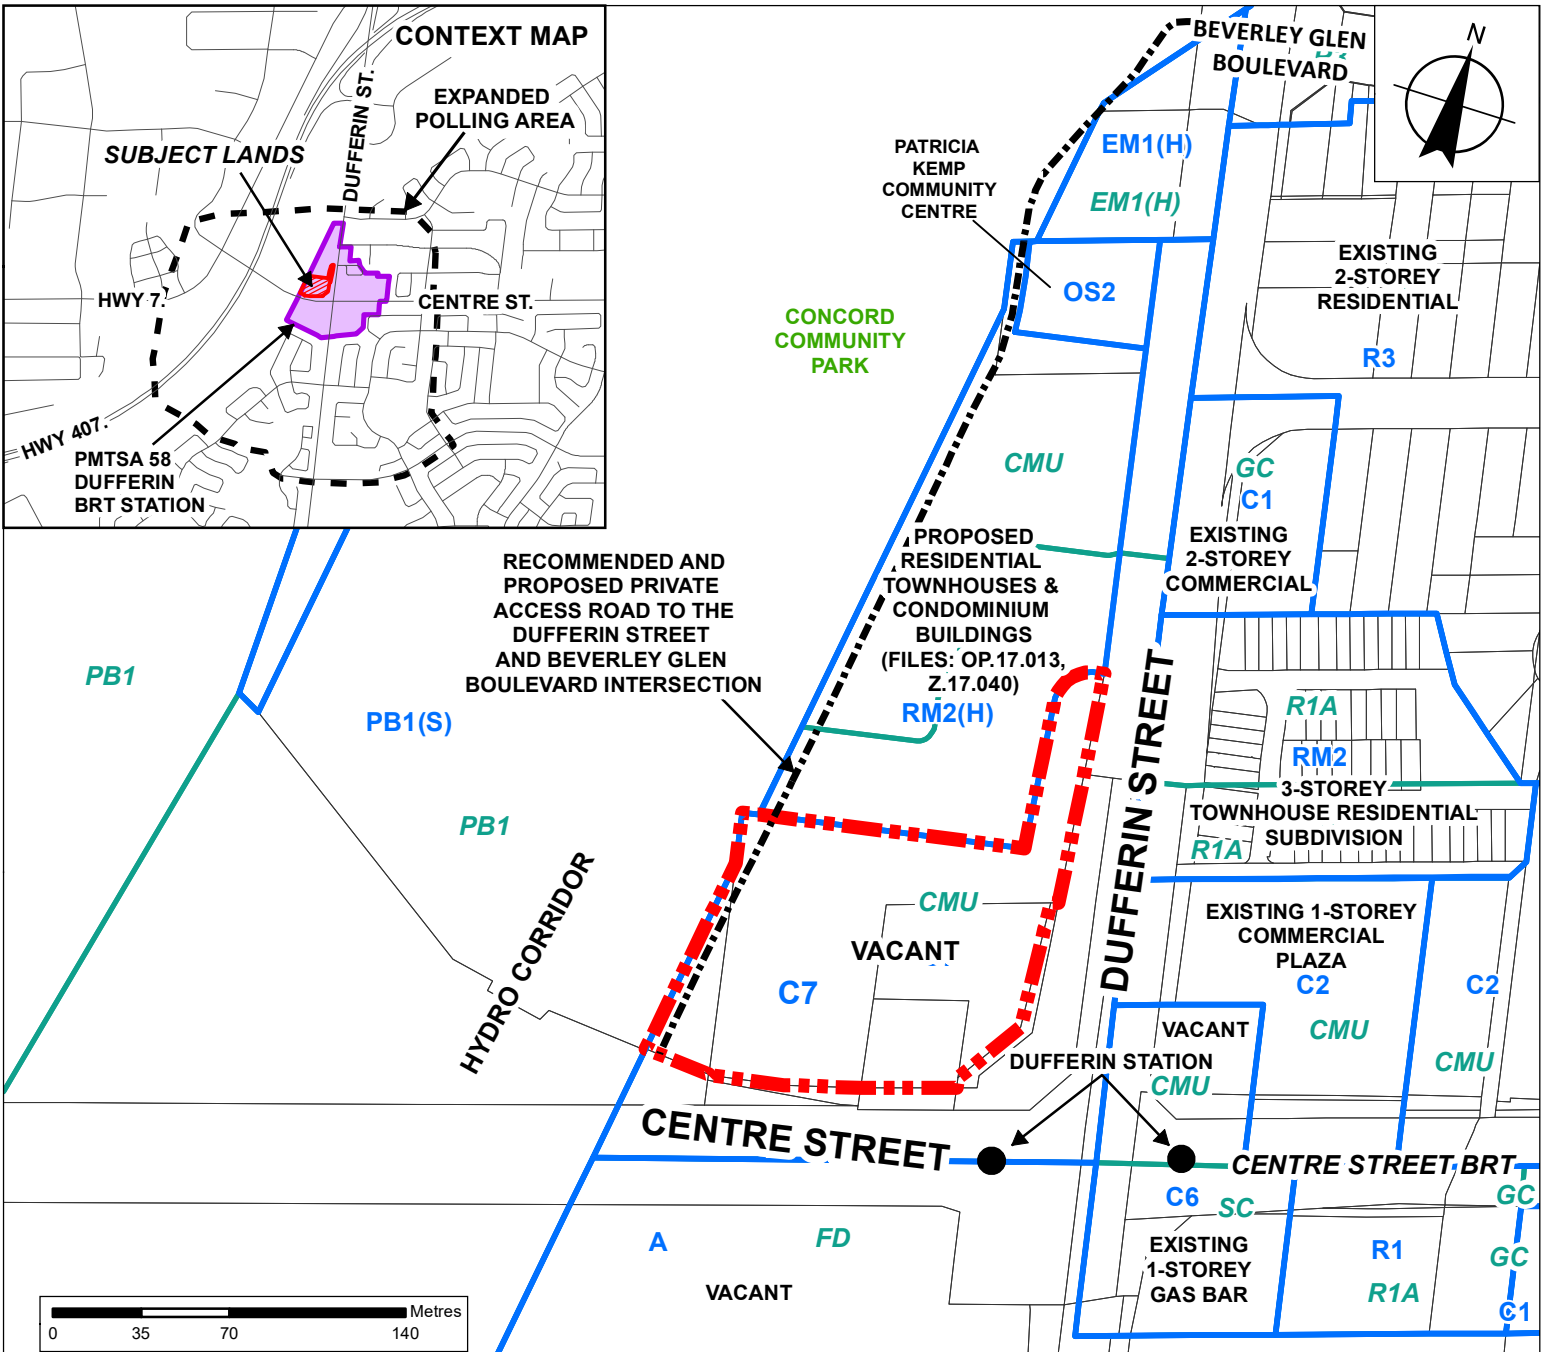 CONTEXT MAP
EXPANDED
POLLING AREA
DUFFERIN ST.
SUBJECT LANDS
HWY 7.
CENTRE ST.
HWY 407.
PMTSA 58
DUFFERIN
BRT STATION
BEVERLEY GLEN
BOULEVARD
N
PATRICIA
KEMP
COMMUNITY
CENTRE
EM1(H)
EM1(H)
OS2
EXISTING
2-STOREY
RESIDENTIAL
R3
CONCORD
COMMUNITY
PARK
CMU
GC
C1
EXISTING
2-STOREY
COMMERCIAL
RECOMMENDED AND
PROPOSED PRIVATE
ACCESS ROAD TO THE
DUFFERIN STREET
AND BEVERLEY GLEN
BOULEVARD INTERSECTION
PROPOSED
RESIDENTIAL
TOWNHOUSES &
CONDOMINIUM
BUILDINGS
(FILES: OP.17.013,
Z.17.040)
RM2(H)
PB1
PB1(S)
PB1
HYDRO CORRIDOR
DUFFERIN STREET
R1A
RM2
3-STOREY
TOWNHOUSE RESIDENTIAL
SUBDIVISION
R1A
CMU
VACANT
C7
EXISTING 1-STOREY
COMMERCIAL
PLAZA
C2
CMU
C2
CMU
VACANT
DUFFERIN STATION
CMU
CENTRE STREET
CENTRE STREET BRT
C6
SC
GC
EXISTING
1-STOREY
GAS BAR
R1
R1A
GC
C1
A
FD
VACANT
Metres
0 35 70 140